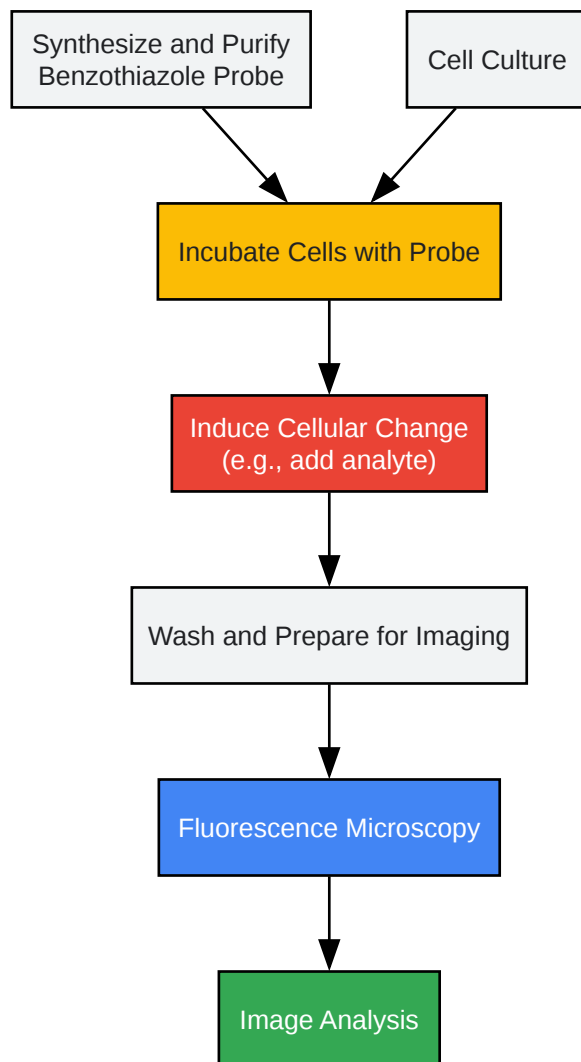 Synthesize and Purify
Benzothiazole Probe
Cell Culture
Incubate Cells with Probe
Induce Cellular Change
(e.g., add analyte)
Wash and Prepare for Imaging
Fluorescence Microscopy
Image Analysis